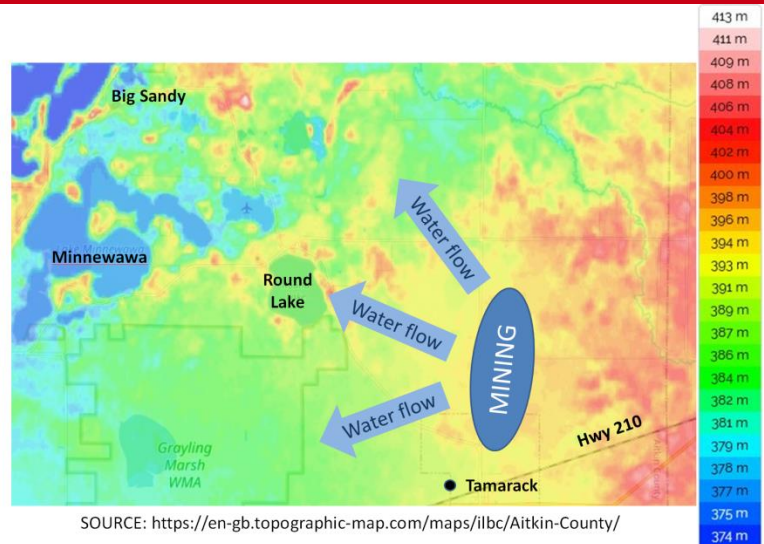 413 m
411 m
409 m
408 m
406 m
404 m
402 m
400 m
398 m
396 m
394 m
393 m
391 m
389 m
387 m
386 m
384 m
382 m
381 m
379 m
378 m
377 m
375 m
374 m
Big Sandy
Water flow
Lake Minnewawa
Minnewawa
Round
Lake
Water flow
MINING
Water flow
Hwy 210
Grayling
Marsh
WMA
Tamarack
SOURCE: https://en-gb.topographic-map.com/maps/ilbc/Aitkin-County/